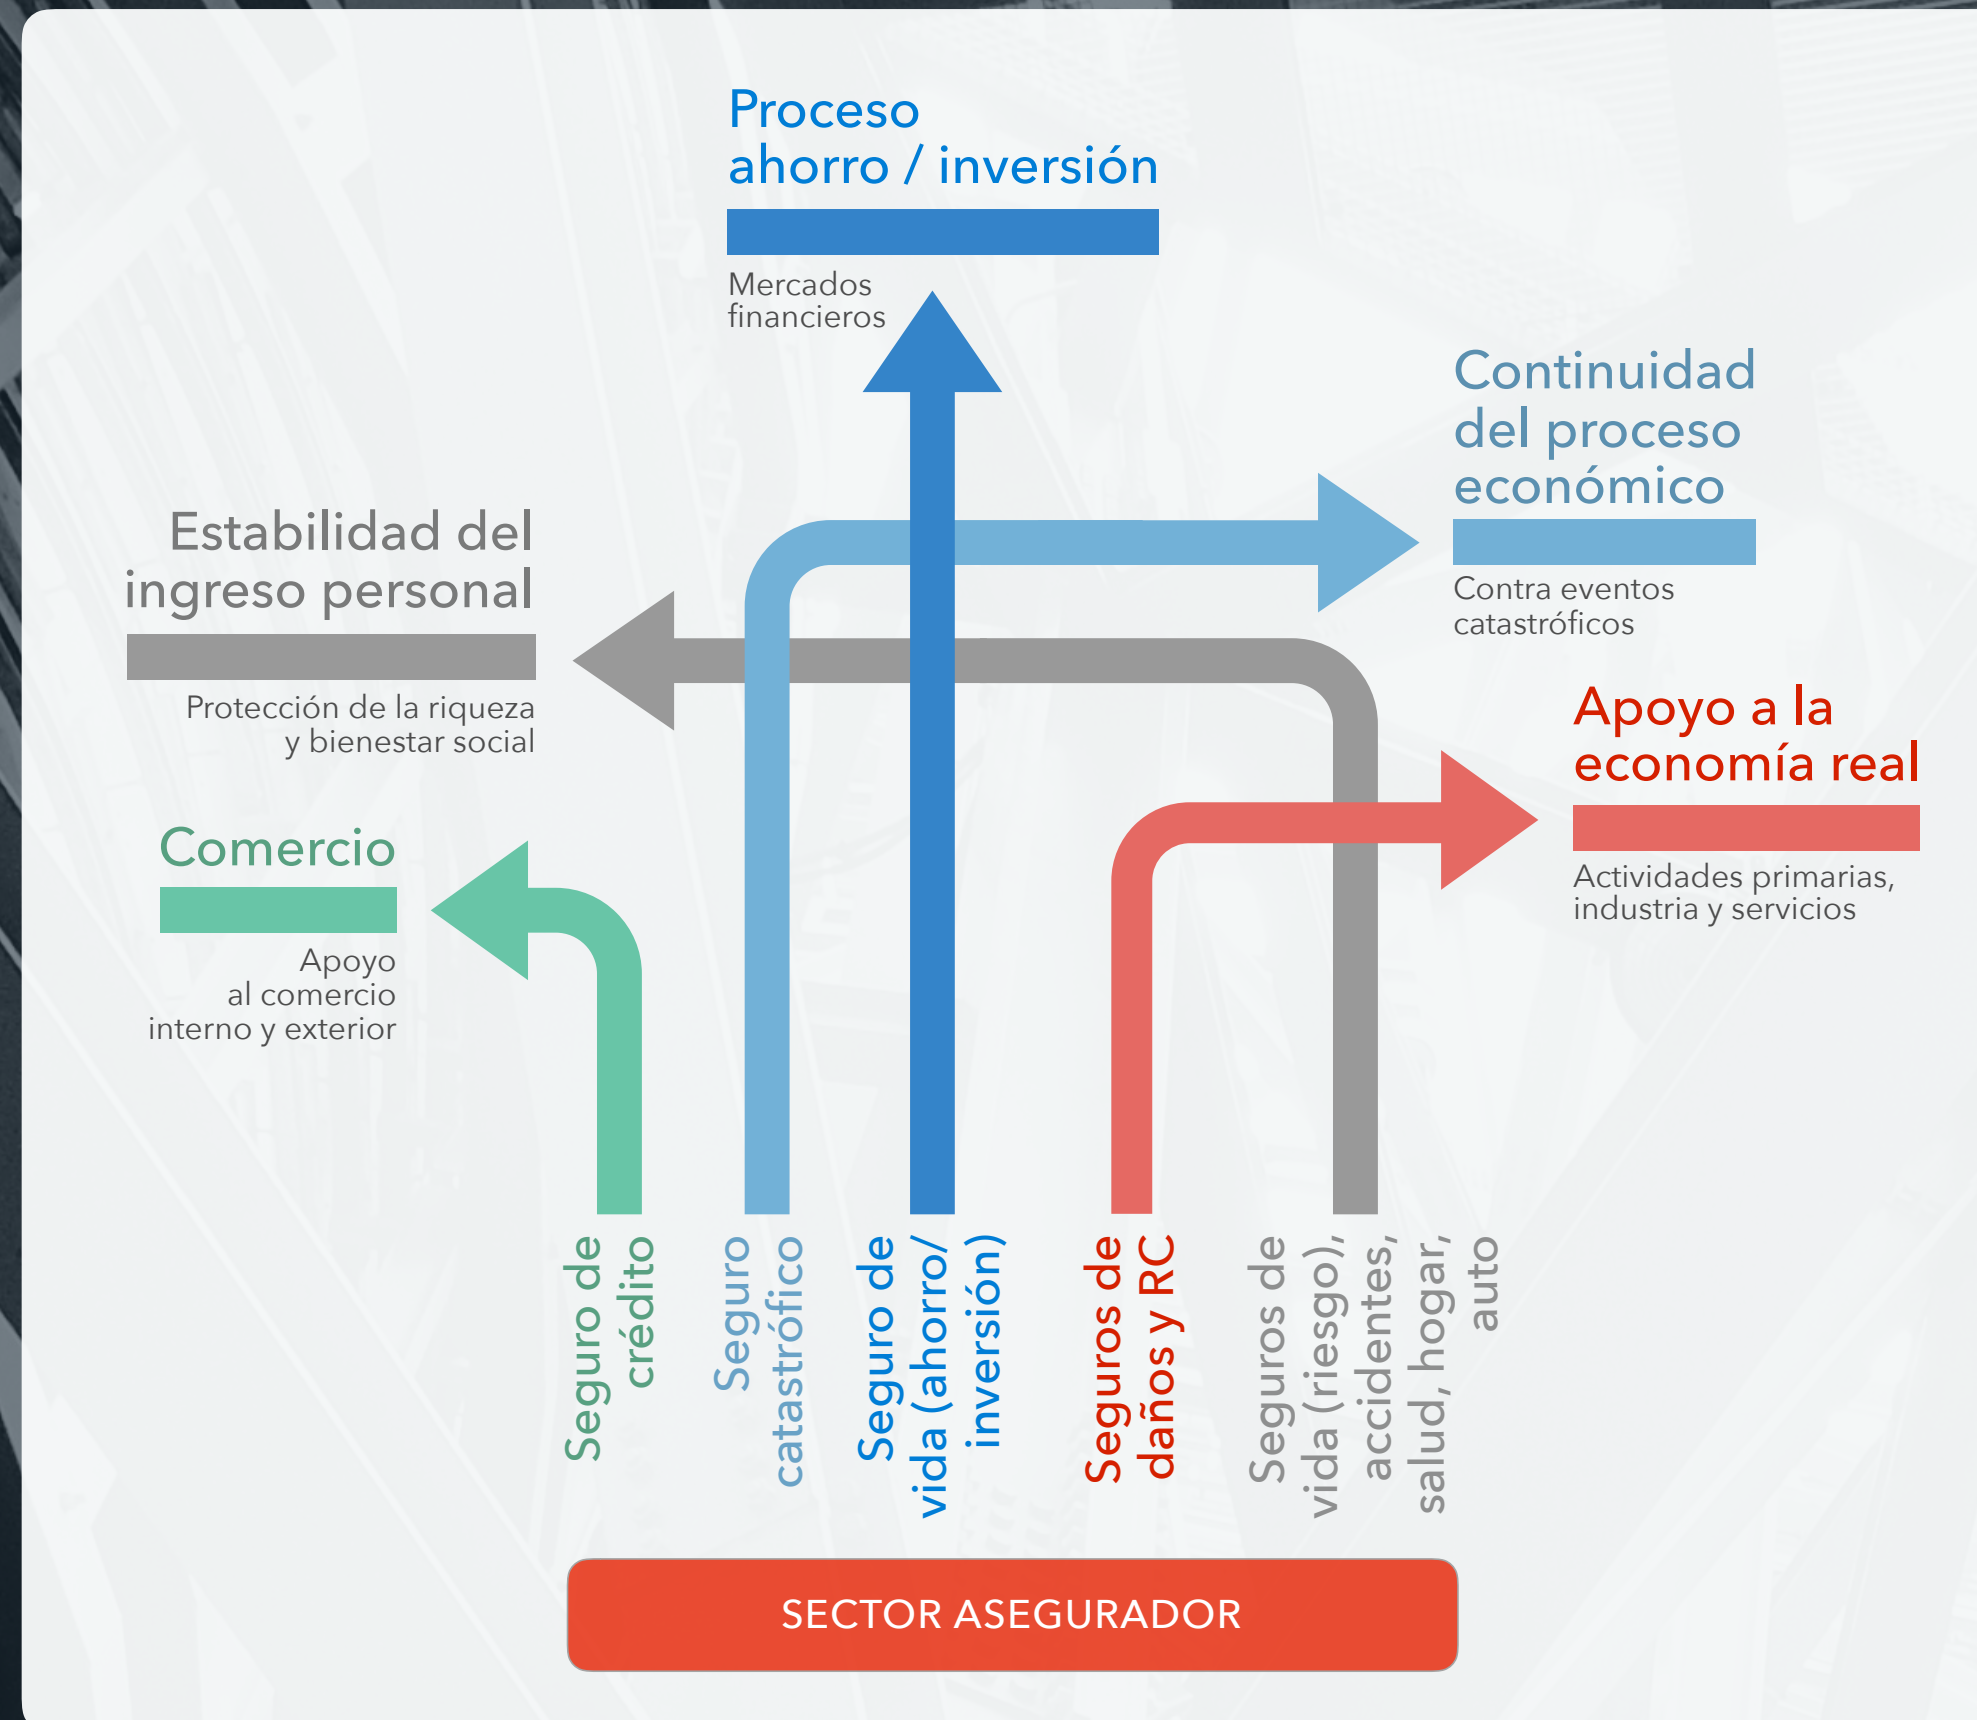 Proceso
ahorro / inversión
Mercados
financieros
Continuidad
del proceso
económico
Contra eventos
catastróficos
Estabilidad del
ingreso personal
Protección de la riqueza
y bienestar social
Apoyo a la
economía real
Actividades primarias,
industria y servicios
Comercio
Apoyo
al comercio
interno y exterior
Seguro de
crédito
Seguro
catastrófico
Seguro de
vida (ahorro/
inversión)
Seguros de
daños y RC
Seguros de
vida (riesgo),
accidentes,
salud, hogar,
auto
SECTOR ASEGURADOR